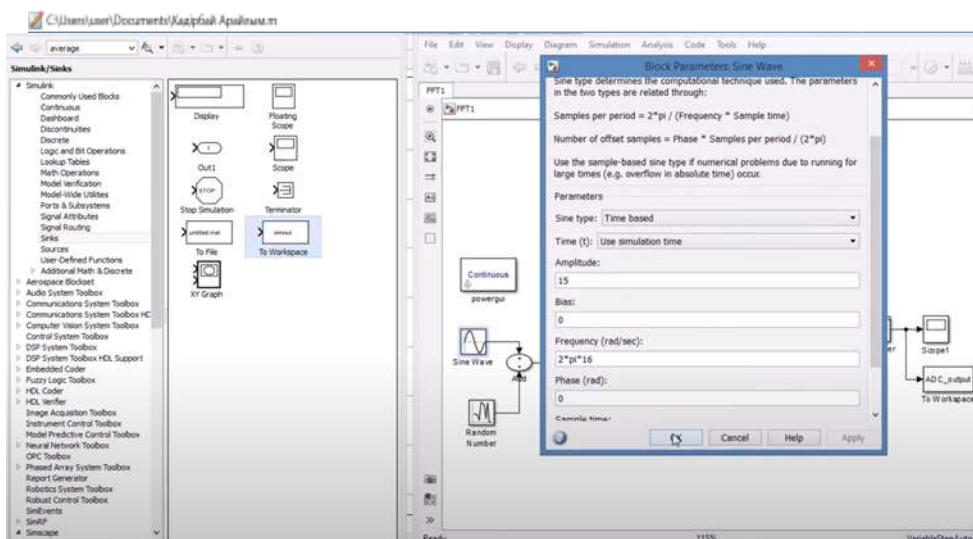 C:\Users\user\Documents\Кадірбай Арайлым.m
average
Simulink/Sinks
Simulink
Commonly Used Blocks
Continuous
Dashboard
Discontinuities
Discrete
Logic and Bit Operations
Lookup Tables
Math Operations
Model Verification
Model-Wide Utilities
Ports & Subsystems
Signal Attributes
Signal Routing
Sinks
Sources
User-Defined Functions
Additional Math & Discrete
Aerospace Blockset
Audio System Toolbox
Communications System Toolbox
Communications System Toolbox HC
Computer Vision System Toolbox
Control System Toolbox
DSP System Toolbox
DSP System Toolbox HDL Support
Embedded Coder
Fuzzy Logic Toolbox
HDL Coder
HDL Verifier
Image Acquisition Toolbox
Instrument Control Toolbox
Model Predictive Control Toolbox
Neural Network Toolbox
OPC Toolbox
Phased Array System Toolbox
Report Generator
Robotics System Toolbox
Robust Control Toolbox
SimEvents
SimRF
Simscape
Display
Floating
Scope
1
Out1
Scope
STOP
Stop Simulation
Terminator
untitled.mat
To File
simout
To Workspace
XY Graph
File Edit View Display Diagram Simulation Analysis Code Tools Help
FFT1
FFT1
Continuous
powergui
Sine Wave
Add
Random
Number
er
Scope1
ADC_output
To Workspace
Block Parameters: Sine Wave
Sine type determines the computational technique used. The parameters
in the two types are related through:
Samples per period = 2*pi / (Frequency * Sample time)
Number of offset samples = Phase * Samples per period / (2*pi)
Use the sample-based sine type if numerical problems due to running for
large times (e.g. overflow in absolute time) occur.
Parameters
Sine type: Time based
Time (t): Use simulation time
Amplitude:
15
Bias:
0
Frequency (rad/sec):
2*pi*16
Phase (rad):
0
Sample time:
Cancel Help Apply
Ready
115%
VariableStepAuto